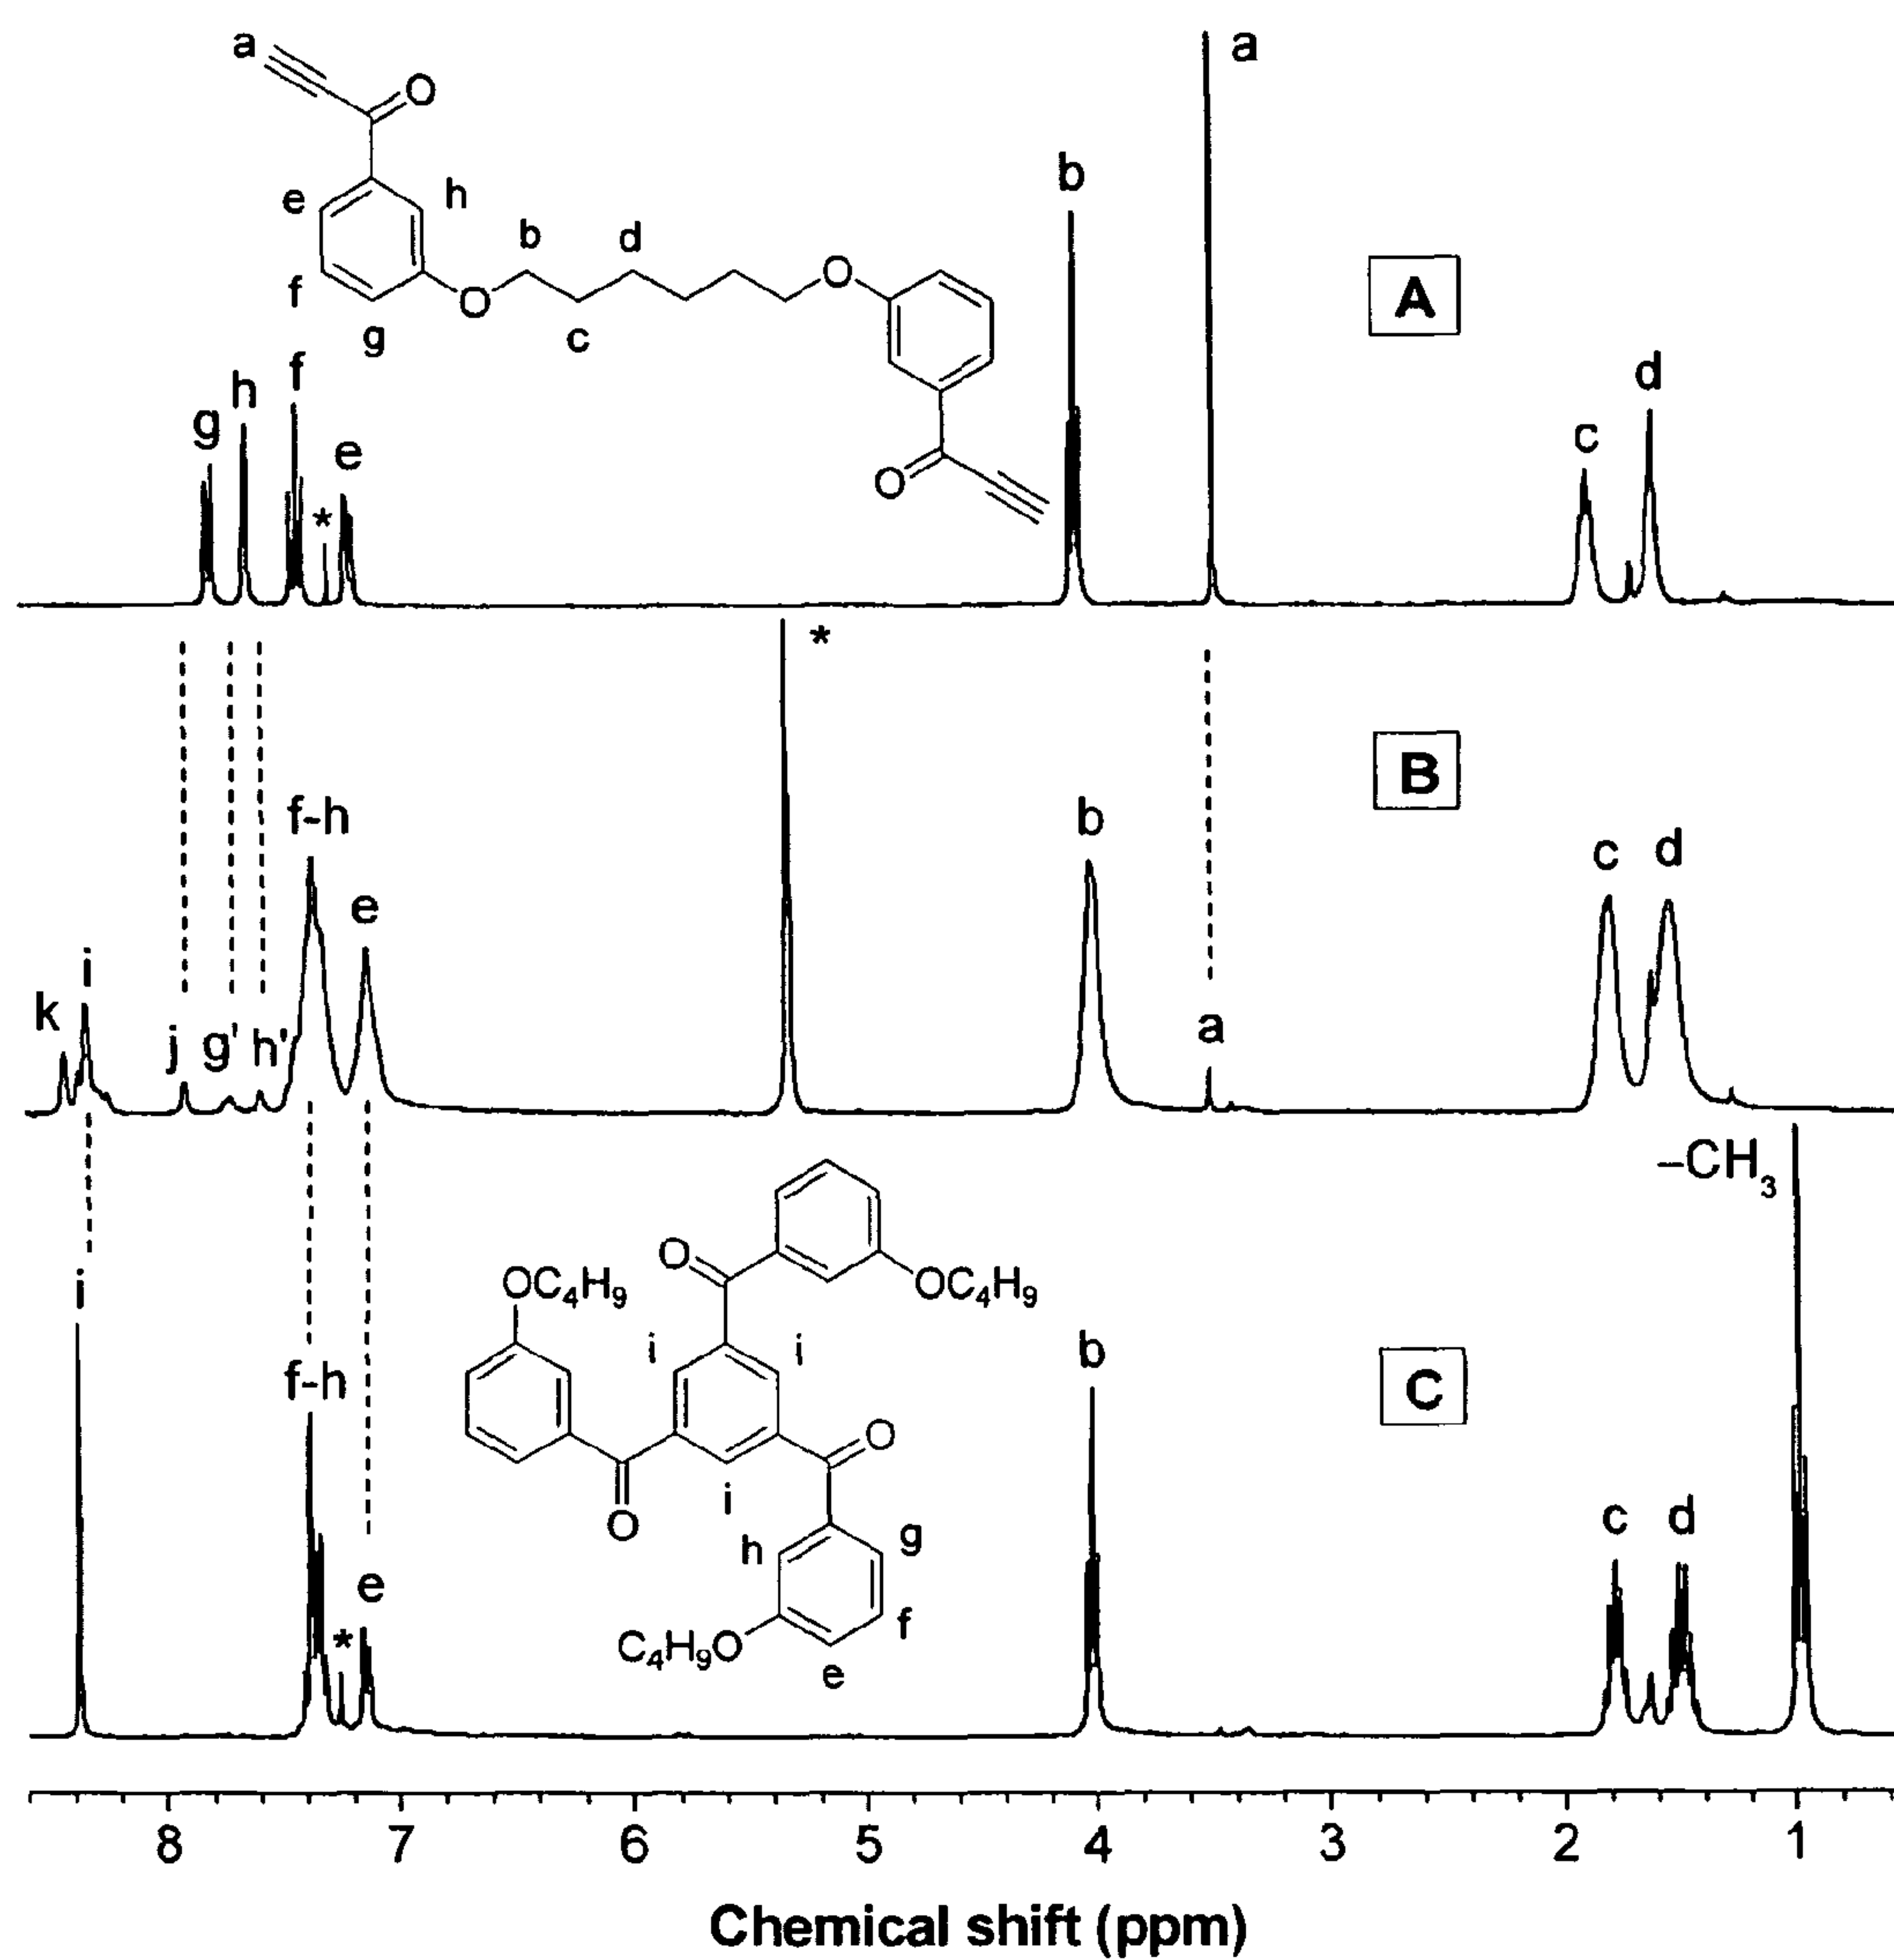 a
O
a
b
e
h
b
d
O
A
f
O
g
c
f
h
d
g
e
c
*
O
*
B
f-h
b
c
d
e
i
k
a
j
g'
h'
–CH3
O
OC4H9
OC4H9
i
i
i
b
C
f-h
O
i
c
d
O
h
g
e
f
*
C4H9O
e
8
7
6
5
4
3
2
1
Chemical shift (ppm)